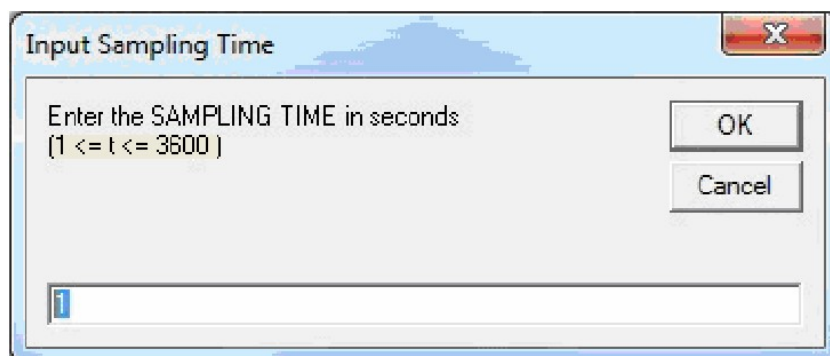 Input Sampling Time
Enter the SAMPLING TIME in seconds
(1 <= t <= 3600 )
OK
Cancel
1